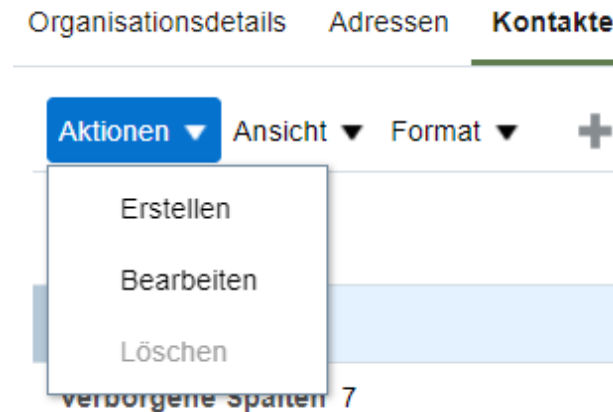 Organisationsdetails Adressen Kontakte
Aktionen Ansicht Format
Erstellen
Bearbeiten
Löschen
Verborgene Spalten 7